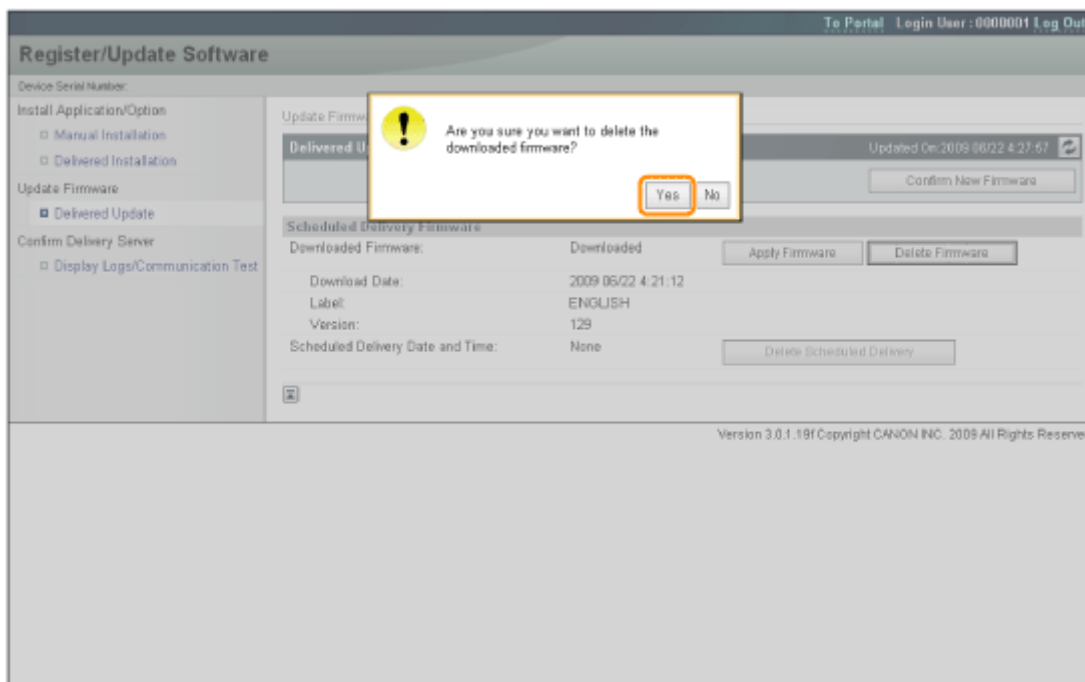 To Portal Login User : 0000001 Log Out
Register/Update Software
Device Serial Number:
Install Application/Option
Manual Installation
Delivered Installation
Update Firmware
Delivered Update
Confirm Delivery Server
Display Logs/Communication Test
Update Firmw
Delivered U
Updated On:2009 06/22 4:27:57
Confirm New Firmware
Are you sure you want to delete the
downloaded firmware?
Yes No
Scheduled Delivery Firmware
Downloaded Firmware: Downloaded Apply Firmware Delete Firmware
Download Date: 2009 06/22 4:21:12
Label: ENGLISH
Version: 129
Scheduled Delivery Date and Time: None Delete Scheduled Delivery
Version 3.0.1.19f Copyright CANON INC. 2009 All Rights Reserve